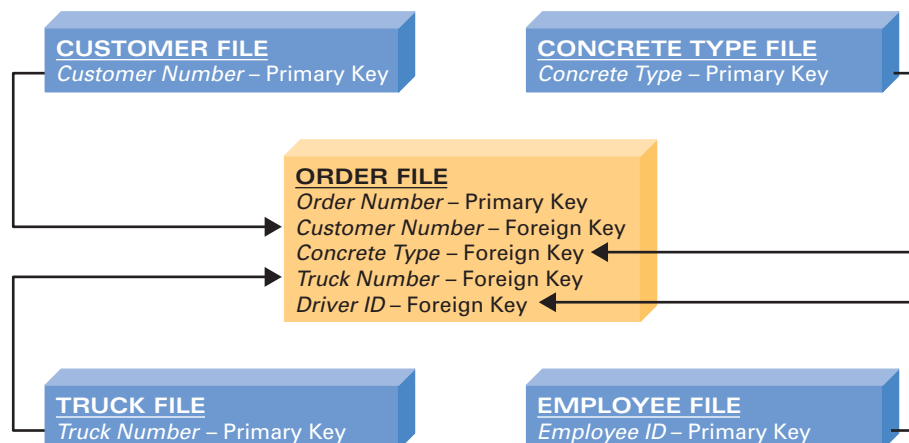 CUSTOMER FILE
Customer Number – Primary Key
CONCRETE TYPE FILE
Concrete Type – Primary Key
ORDER FILE
Order Number – Primary Key
Customer Number – Foreign Key
Concrete Type – Foreign Key
Truck Number – Foreign Key
Driver ID – Foreign Key
TRUCK FILE
Truck Number – Primary Key
EMPLOYEE FILE
Employee ID – Primary Key